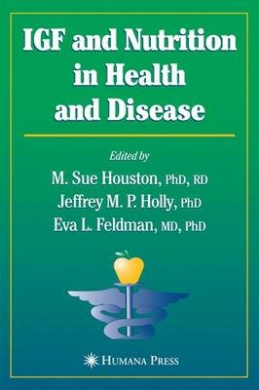 IGF and Nutrition
in Health
and Disease
Edited by
M. Sue Houston, PhD, RD
Jeffrey M. P. Holly, PhD
Eva L. Feldman, MD, PhD
HUMANA PRESS